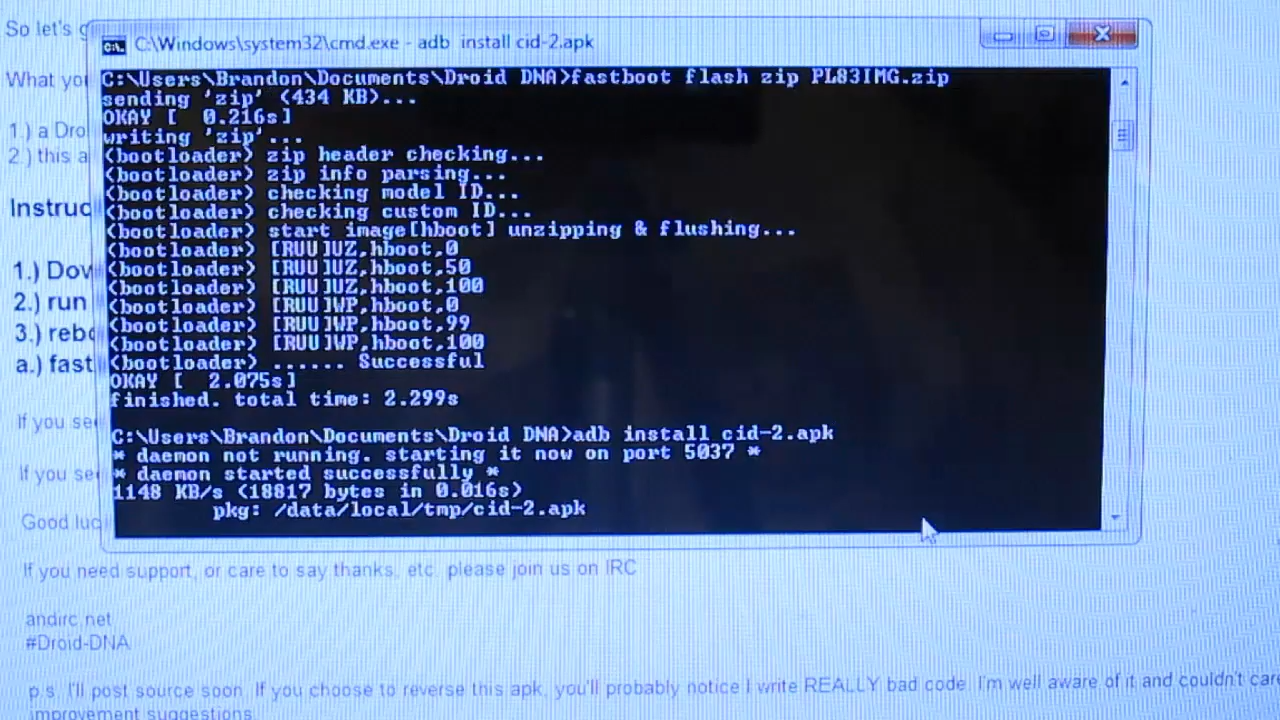 So let's g
C:\Windows\system32\cmd.exe - adb install cid-2.apk
What you
C:\Users\Brandon\Documents\Droid DNA>fastboot flash zip PL83IMG.zip
sending 'zip' (434 KB)...
OKAY [ 0.216s]
1.) a Dro
writing 'zip'...
2.) this a
(bootloader) zip header checking...
(bootloader) zip info parsing...
(bootloader) checking model ID...
Instruc
(bootloader) checking custom ID...
(bootloader) start image[hboot] unzipping & flushing...
(bootloader) [RUU]UZ,hboot,0
1.) Dow
(bootloader) [RUU]UZ,hboot,50
(bootloader) [RUU]UZ,hboot,100
2.) run
(bootloader) [RUU]WP,hboot,0
(bootloader) [RUU]WP,hboot,99
3.) rebo
(bootloader) [RUU]WP,hboot,100
a.) fast
(bootloader) ...... Successful
OKAY [ 2.075s]
finished. total time: 2.299s
If you see
C:\Users\Brandon\Documents\Droid DNA>adb install cid-2.apk
* daemon not running. starting it now on port 5037 *
If you see
* daemon started successfully *
1148 KB/s (18817 bytes in 0.016s)
pkg: /data/local/tmp/cid-2.apk
Good luc
If you need support, or care to say thanks, etc. please join us on IRC
andirc.net
#Droid-DNA
p.s. I'll post source soon. If you choose to reverse this apk, you'll probably notice I write REALLY bad code. I'm well aware of it and couldn't care
improvement suggestions.